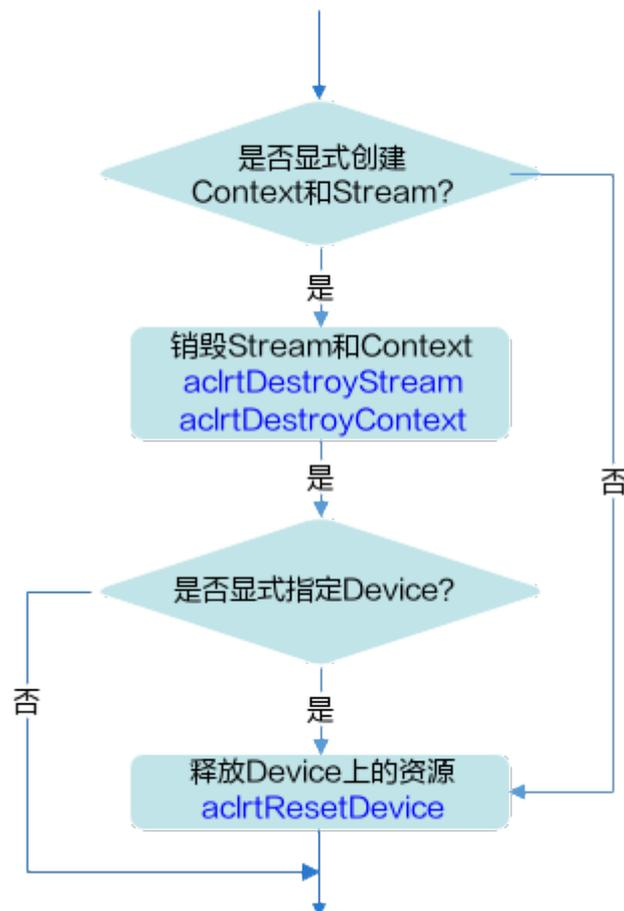 是否显式创建
Context和Stream?
是
销毁Stream和Context
aclrtDestroyStream
aclrtDestroyContext
是
否
是否显式指定Device?
否
是
释放Device上的资源
aclrtResetDevice